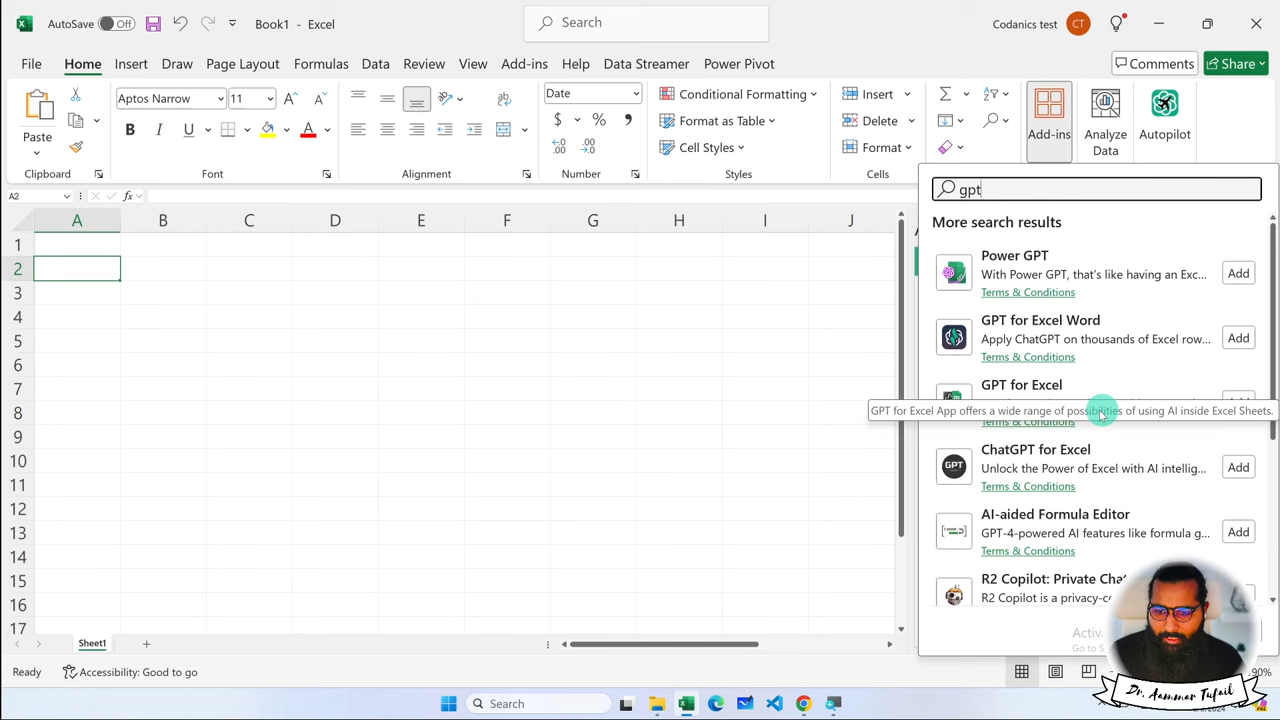 AutoSave Off Book1 - Excel Search Codanics test CT
File Home Insert Draw Page Layout Formulas Data Review View Add-ins Help Data Streamer Power Pivot Comments Share
Paste
Clipboard
Aptos Narrow 11
B I U A
Font
Alignment
Date
$ % ,
Number
Conditional Formatting
Format as Table
Cell Styles
Styles
Insert
Delete
Format
Cells
Add-ins
Analyze Data
Autopilot
A2 fx
gpt
More search results
Power GPT
With Power GPT, that's like having an Exc...
Terms & Conditions
Add
GPT for Excel Word
Apply ChatGPT on thousands of Excel row...
Terms & Conditions
Add
GPT for Excel
GPT for Excel App offers a wide range of possibilities of using AI inside Excel Sheets.
Terms & Conditions
ChatGPT for Excel
Unlock the Power of Excel with AI intellig...
Terms & Conditions
Add
AI-aided Formula Editor
GPT-4-powered AI features like formula g...
Terms & Conditions
Add
R2 Copilot: Private Cha
R2 Copilot is a privacy-c
A B C D E F G H I J
1
2
3
4
5
6
7
8
9
10
11
12
13
14
15
16
17
Sheet1
Ready Accessibility: Good to go
Search
Dr. Aammar Tufail